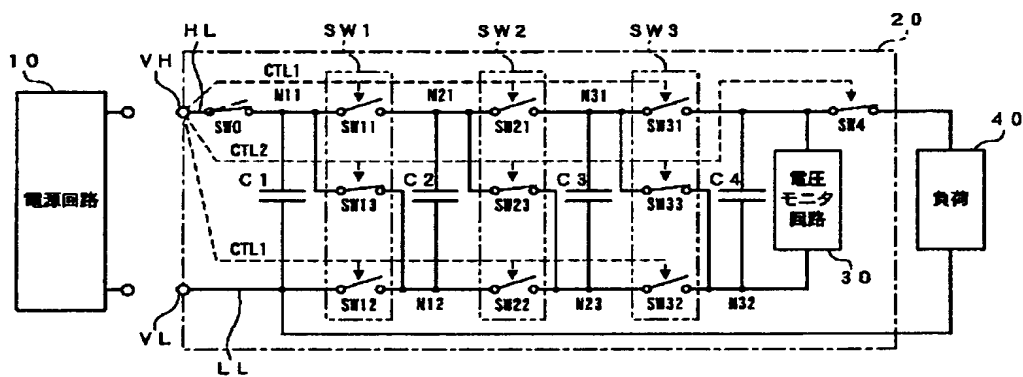 HL
SW1
SW2
SW3
20
10
VH
CTL1
N11
N21
N31
40
SW0
SW11
SW21
SW31
SW4
CTL2
C1
C2
C3
C4
電源回路
SW13
SW23
SW33
電圧
モニタ
回路
負荷
CTL1
30
SW12
N12
SW22
N23
SW32
N32
VL
LL